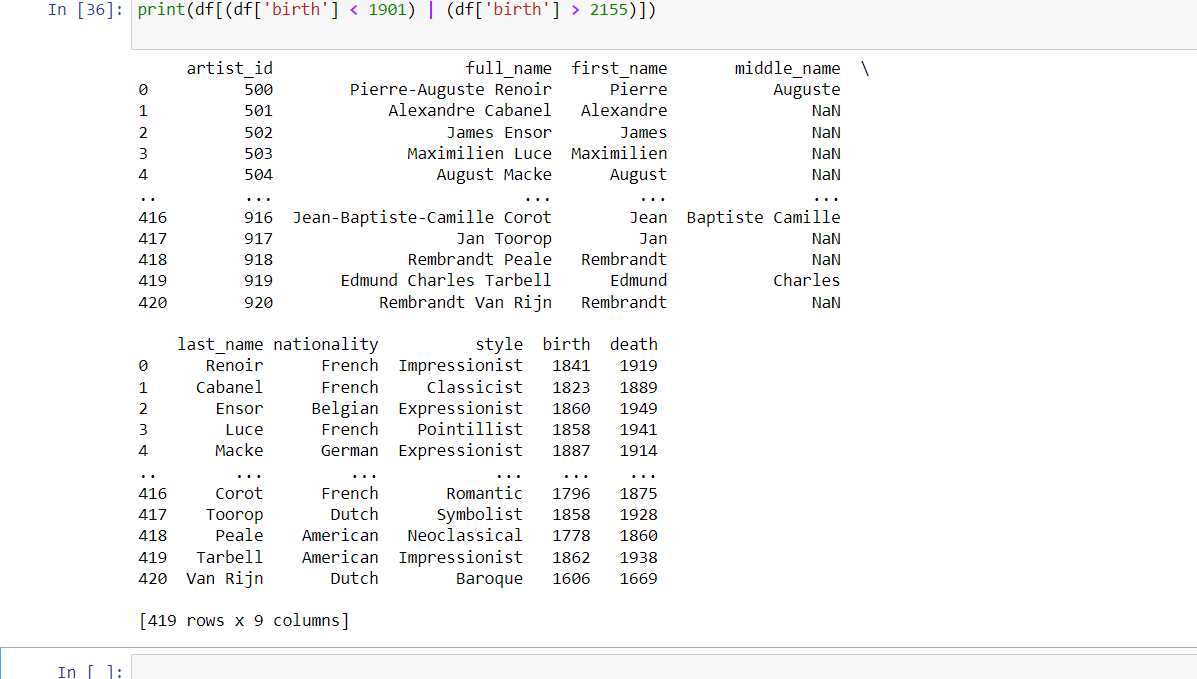 In [36]: print(df[(df['birth'] < 1901) | (df['birth'] > 2155)])
artist_id full_name first_name middle_name \
0 500 Pierre-Auguste Renoir Pierre Auguste
1 501 Alexandre Cabanel Alexandre NaN
2 502 James Ensor James NaN
3 503 Maximilien Luce Maximilien NaN
4 504 August Macke August NaN
.. ... ... ... ...
416 916 Jean-Baptiste-Camille Corot Jean Baptiste Camille
417 917 Jan Toorop Jan NaN
418 918 Rembrandt Peale Rembrandt NaN
419 919 Edmund Charles Tarbell Edmund Charles
420 920 Rembrandt Van Rijn Rembrandt NaN
last_name nationality style birth death
0 Renoir French Impressionist 1841 1919
1 Cabanel French Classicist 1823 1889
2 Ensor Belgian Expressionist 1860 1949
3 Luce French Pointillist 1858 1941
4 Macke German Expressionist 1887 1914
.. ... ... ... ... ...
416 Corot French Romantic 1796 1875
417 Toorop Dutch Symbolist 1858 1928
418 Peale American Neoclassical 1778 1860
419 Tarbell American Impressionist 1862 1938
420 Van Rijn Dutch Baroque 1606 1669
[419 rows x 9 columns]
In [ ]: